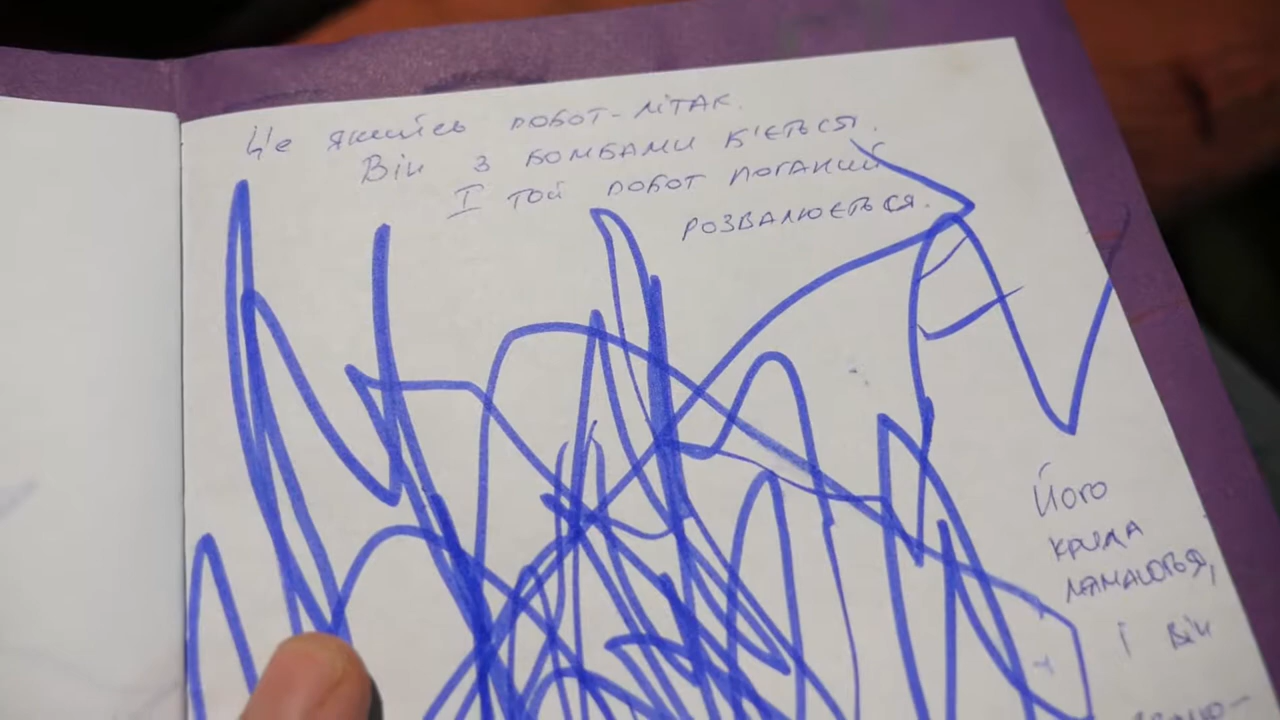 Це якийсь робот-літак.
Він з бомбами б'ється.
І той робот поганий
розвалюється.
Його
крила
ламаються,
і він